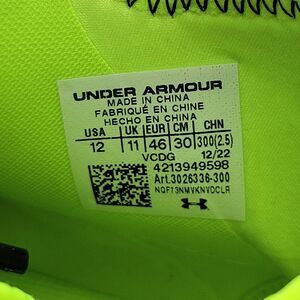 UNDER ARMOUR
MADE IN CHINA
FABRIQUÉ EN CHINE
HECHO EN CHINA
USA UK EUR CM CHN
12 11 46 30 300(2.5)
VCDG 12/22
4213949598
Art.3026336-300
NQF13NMVKNVDCLR